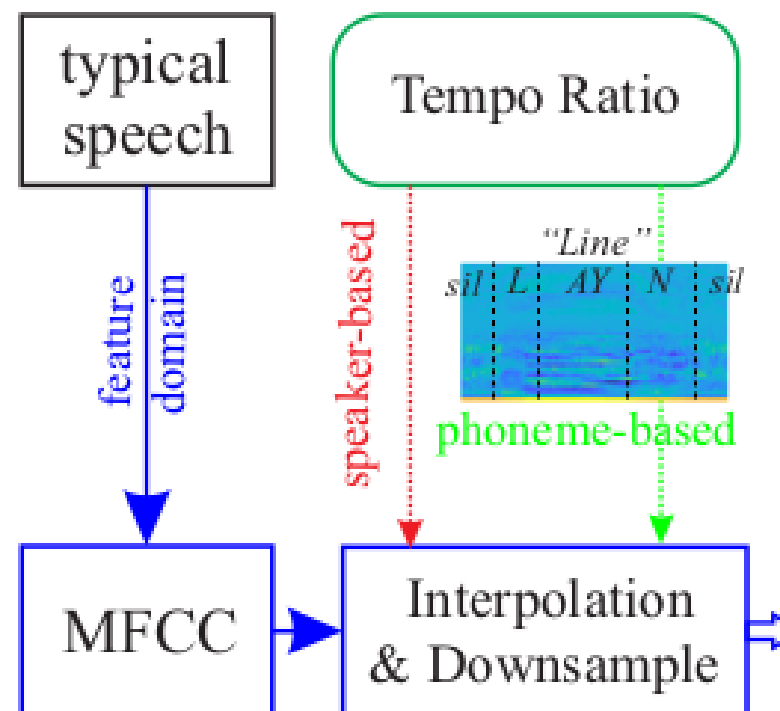 typical
speech
Tempo Ratio
feature
domain
speaker-based
“Line”
sil L AY N sil
phoneme-based
MFCC
Interpolation
& Downsample